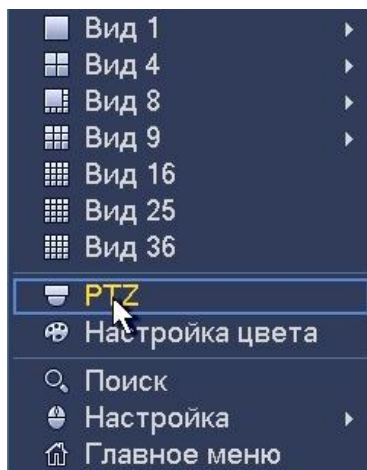 Вид 1
Вид 4
Вид 8
Вид 9
Вид 16
Вид 25
Вид 36
PTZ
Настройка цвета
Поиск
Настройка
Главное меню